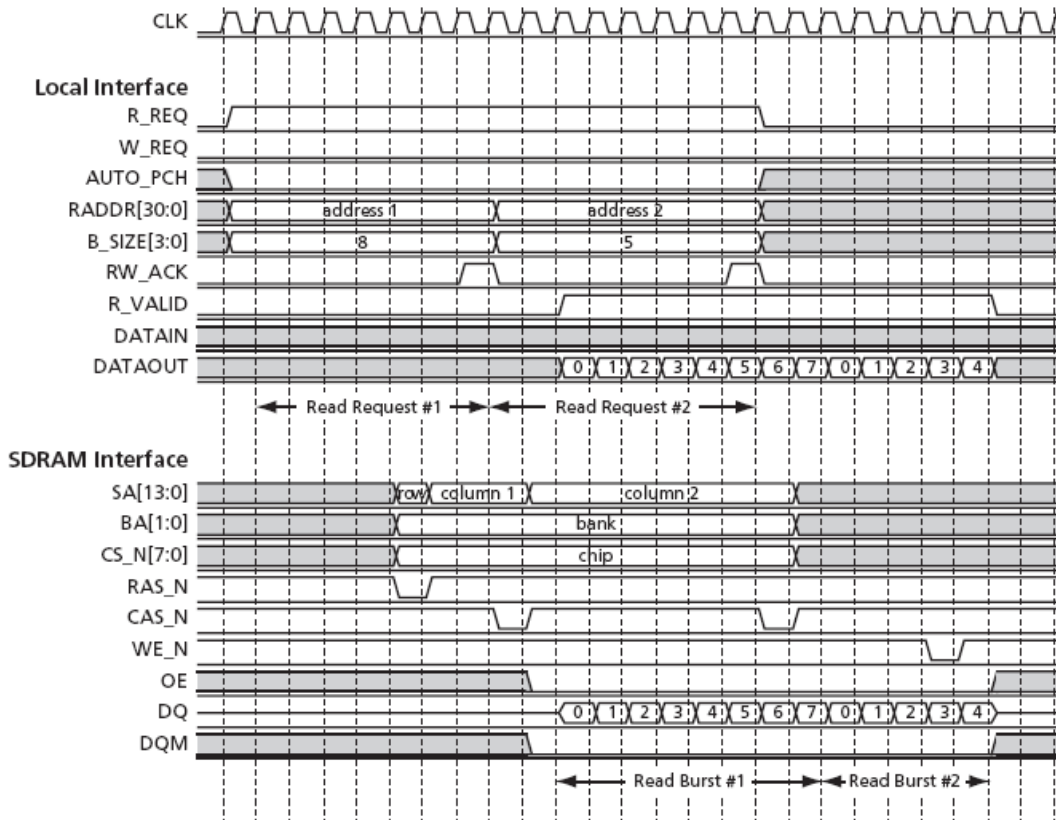 CLK
Local Interface
R_REQ
W_REQ
AUTO_PCH
RADDR[30:0] address 1 address 2
B_SIZE[3:0] 8 5
RW_ACK
R_VALID
DATAIN
DATAOUT 0 1 2 3 4 5 6 7 0 1 2 3 4
Read Request #1 Read Request #2
SDRAM Interface
SA[13:0] row column 1 column 2
BA[1:0] bank
CS_N[7:0] chip
RAS_N
CAS_N
WE_N
OE
DQ 0 1 2 3 4 5 6 7 0 1 2 3 4
DQM
Read Burst #1 Read Burst #2